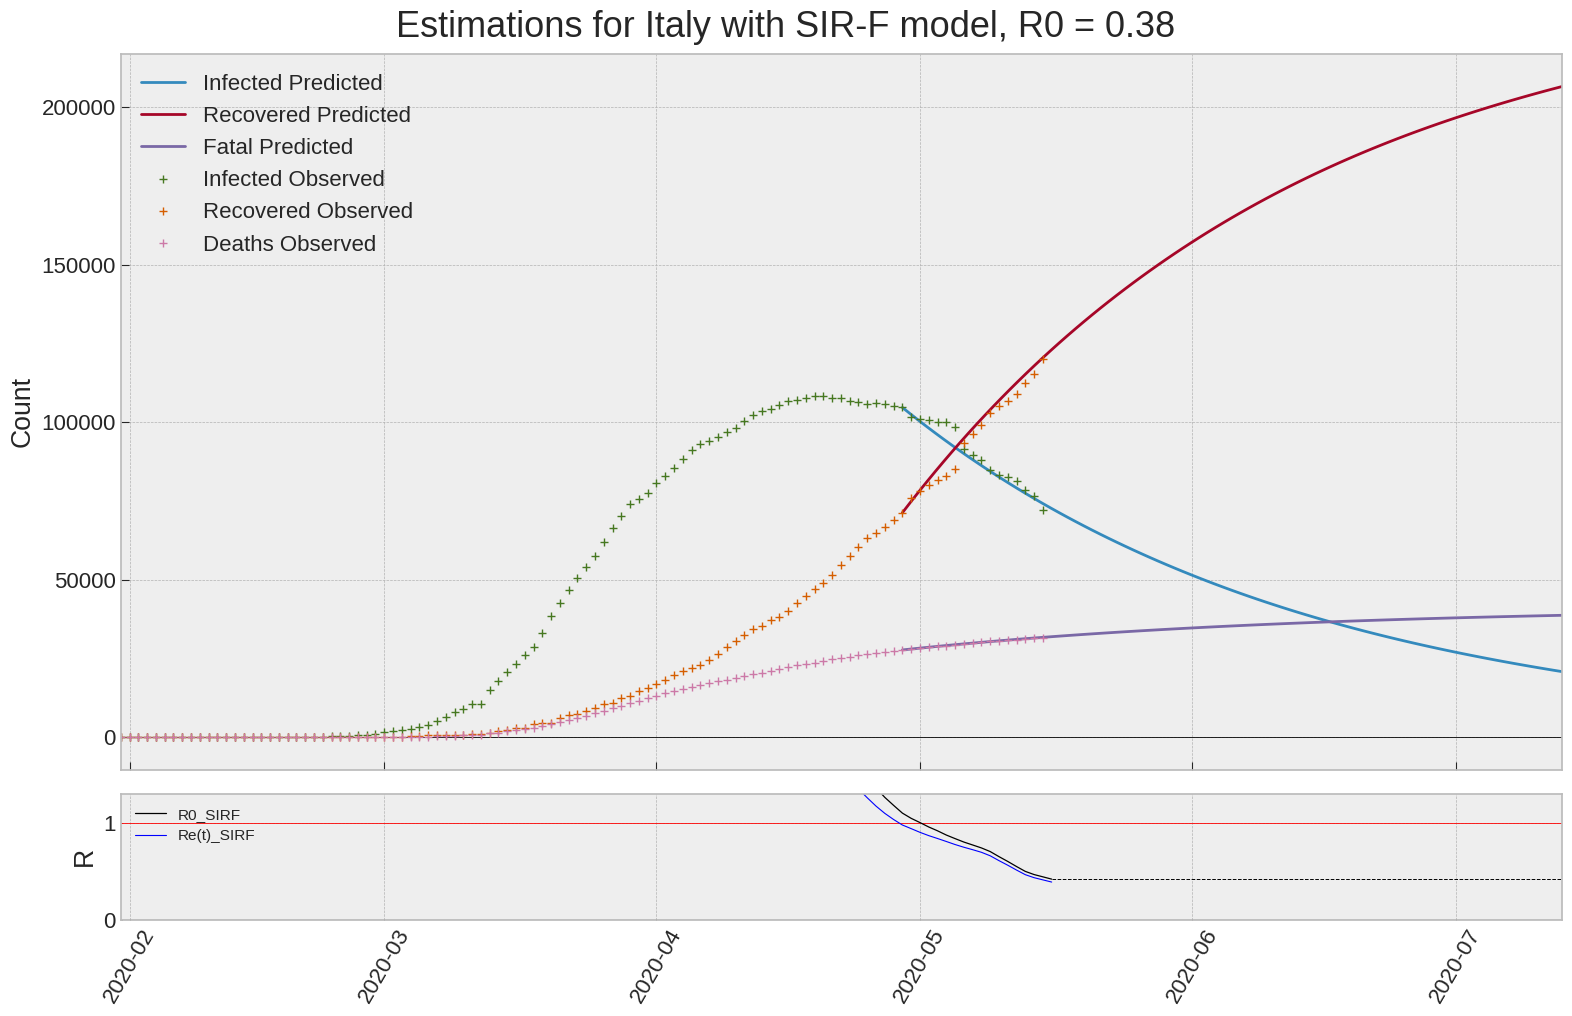 Estimations for Italy with SIR-F model, R0 = 0.38
Infected Predicted
Recovered Predicted
Fatal Predicted
Infected Observed
Recovered Observed
Deaths Observed
Count
200000
150000
100000
50000
0
R0_SIRF
Re(t)_SIRF
R
1
0
2020-02
2020-03
2020-04
2020-05
2020-06
2020-07